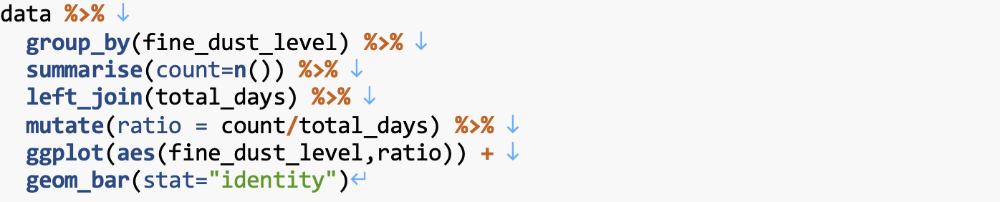 data %>% ↓
group_by(fine_dust_level) %>% ↓
summarise(count=n()) %>% ↓
left_join(total_days) %>% ↓
mutate(ratio = count/total_days) %>% ↓
ggplot(aes(fine_dust_level,ratio)) + ↓
geom_bar(stat="identity")↵